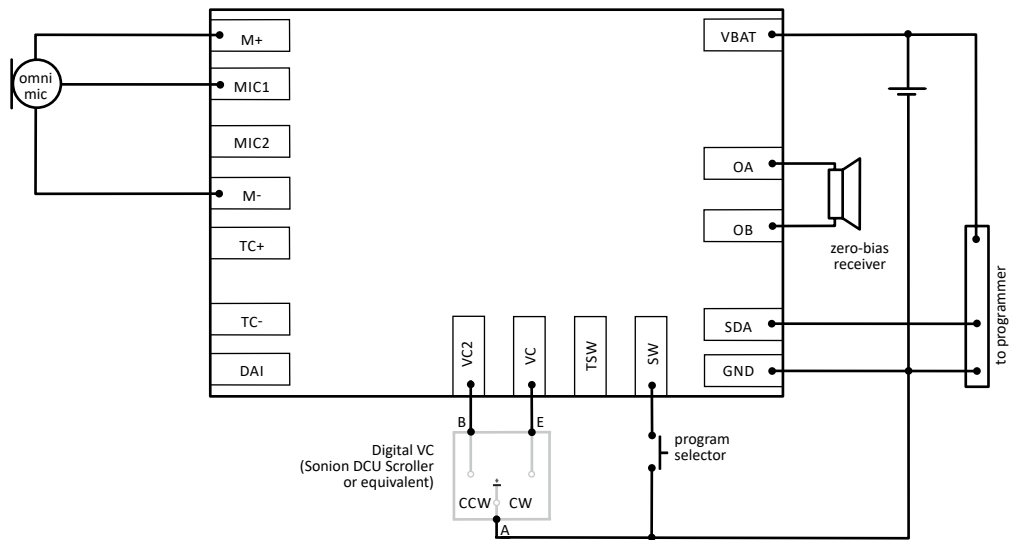 M+
VBAT
omni
mic
MIC1
MIC2
OA
M-
OB
TC+
zero-bias
receiver
TC-
SDA
to programmer
DAI
VC2
VC
TSW
SW
GND
B
E
Digital VC
(Sonion DCU Scroller
or equivalent)
program
selector
+
CCW
CW
A